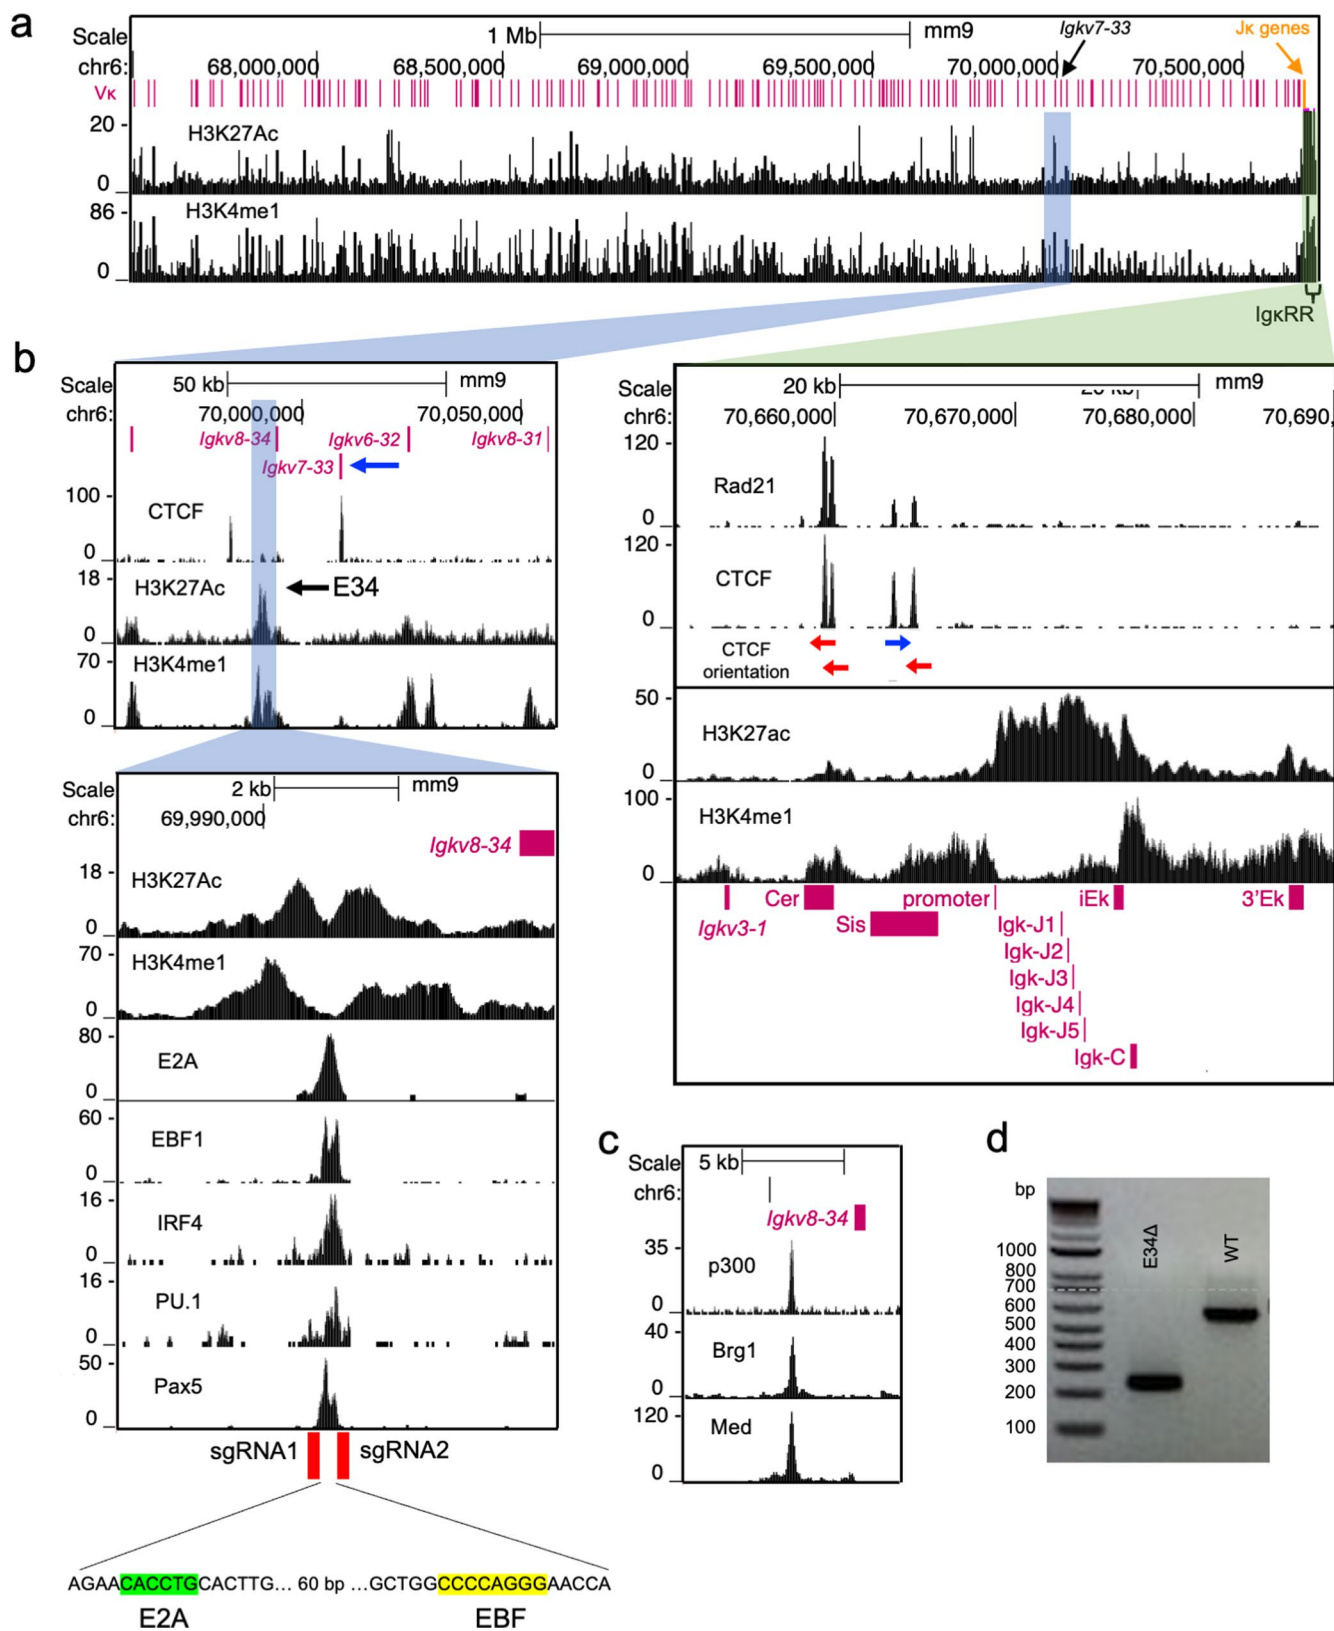 a
Scale 1 Mb mm9 Igkv7-33 Jκ genes
chr6: 68,000,000 68,500,000 69,000,000 69,500,000 70,000,000 70,500,000
Vκ
20 H3K27Ac
0
86 H3K4me1
0
IgκRR
b
Scale 50 kb mm9
chr6: 70,000,000 70,050,000
Igkv8-34 Igkv6-32 Igkv8-31
Igkv7-33
100 CTCF
0
18 H3K27Ac E34
0
70 H3K4me1
0
Scale 2 kb mm9
chr6: 69,990,000
Igkv8-34
18 H3K27Ac
0
70 H3K4me1
0
80 E2A
0
60 EBF1
0
16 IRF4
0
16 PU.1
0
50 Pax5
0
sgRNA1 sgRNA2
AGAACACCTGCACTTG... 60 bp ...GCTGGCCCCAGGGAACCA
E2A EBF
Scale 20 kb mm9
chr6: 70,660,000 70,670,000 70,680,000 70,690,
120 Rad21
0
120 CTCF
0
CTCF
orientation
50 H3K27ac
0
100 H3K4me1
0
Cer promoter iEk 3'Ek
Igkv3-1 Sis Igk-J1
Igk-J2
Igk-J3
Igk-J4
Igk-J5
Igk-C
c
Scale 5 kb
chr6:
Igkv8-34
35 p300
0
40 Brg1
0
120 Med
0
d
bp E34Δ WT
1000
800
700
600
500
400
300
200
100